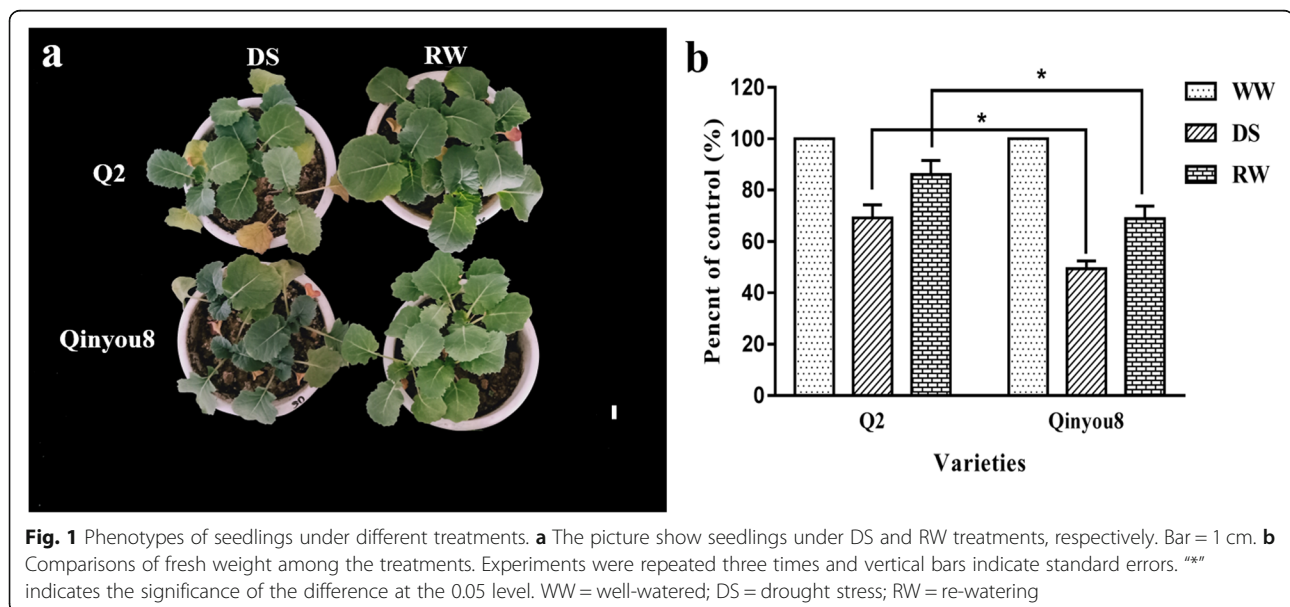 a
DS
RW
Q2
Qinyou8
b
Pencnt of control (%)
120
100
80
60
40
20
0
*
*
WW
DS
RW
Q2
Qinyou8
Varieties
Fig. 1 Phenotypes of seedlings under different treatments. a The picture show seedlings under DS and RW treatments, respectively. Bar = 1 cm. b
Comparisons of fresh weight among the treatments. Experiments were repeated three times and vertical bars indicate standard errors. “*”
indicates the significance of the difference at the 0.05 level. WW = well-watered; DS = drought stress; RW = re-watering